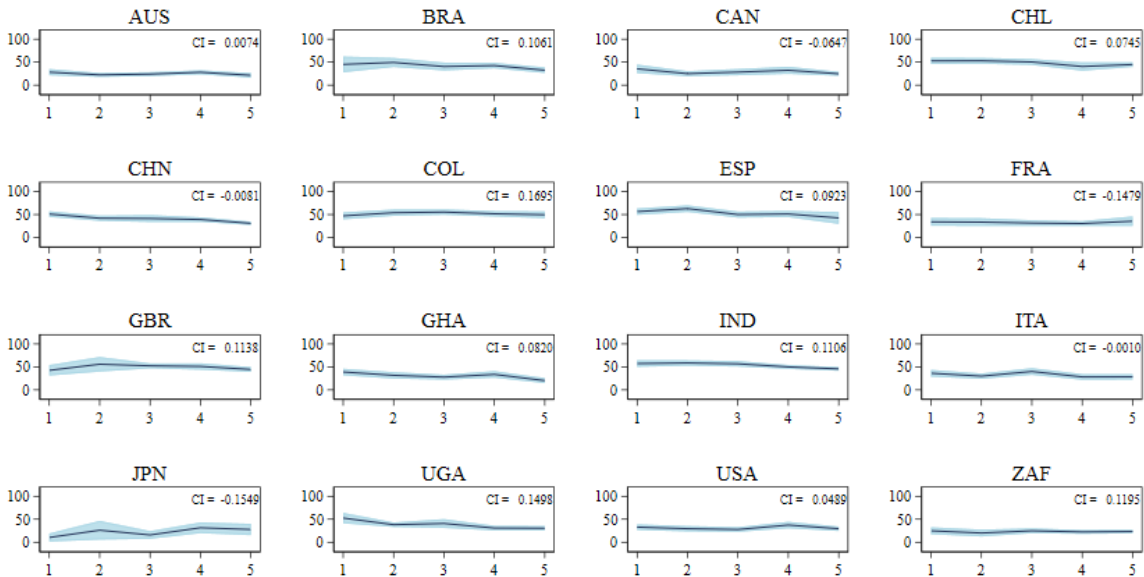 AUS BRA CAN CHL
100 CI = 0.0074 100 CI = 0.1061 100 CI = -0.0647 100 CI = 0.0745
50 50 50 50
0 0 0 0
1 2 3 4 5 1 2 3 4 5 1 2 3 4 5 1 2 3 4 5
CHN COL ESP FRA
100 CI = -0.0081 100 CI = 0.1695 100 CI = 0.0923 100 CI = -0.1479
50 50 50 50
0 0 0 0
1 2 3 4 5 1 2 3 4 5 1 2 3 4 5 1 2 3 4 5
GBR GHA IND ITA
100 CI = 0.1138 100 CI = 0.0820 100 CI = 0.1106 100 CI = -0.0010
50 50 50 50
0 0 0 0
1 2 3 4 5 1 2 3 4 5 1 2 3 4 5 1 2 3 4 5
JPN UGA USA ZAF
100 CI = -0.1549 100 CI = 0.1498 100 CI = 0.0489 100 CI = 0.1195
50 50 50 50
0 0 0 0
1 2 3 4 5 1 2 3 4 5 1 2 3 4 5 1 2 3 4 5